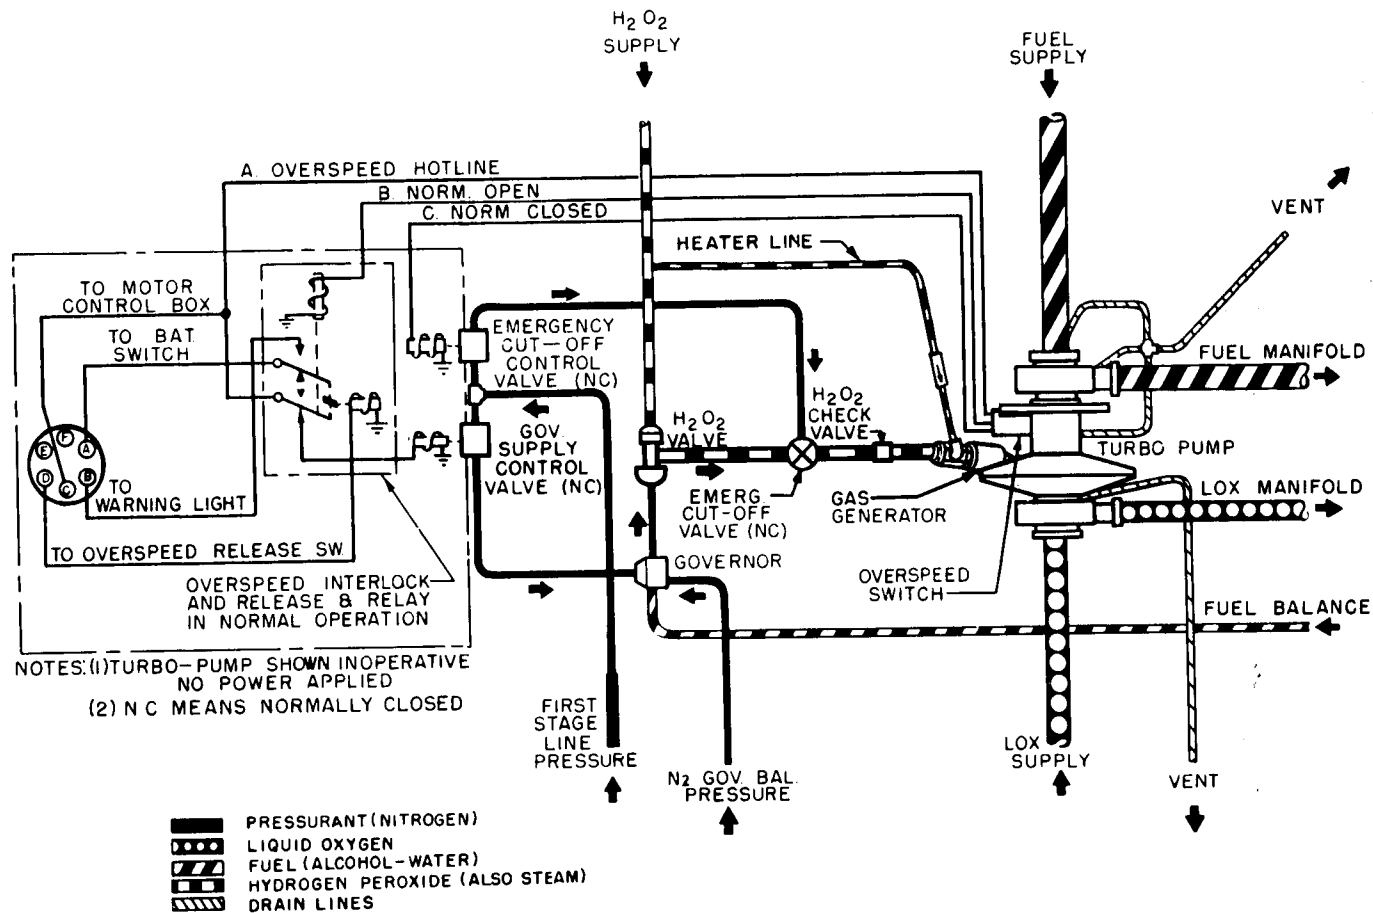 H2 O2
SUPPLY
FUEL
SUPPLY
A. OVERSPEED HOTLINE
B. NORM. OPEN
C. NORM CLOSED
VENT
HEATER LINE
TO MOTOR
CONTROL BOX
TO BAT.
SWITCH
EMERGENCY
CUT-OFF
CONTROL
VALVE (NC)
FUEL MANIFOLD
H2 O2
VALVE
H2 O2
CHECK
VALVE
GOV.
SUPPLY
CONTROL
VALVE (NC)
F
E
A
D
B
C
TURBO PUMP
TO
WARNING LIGHT
EMERG.
CUT-OFF
VALVE (NC)
GAS
GENERATOR
LOX MANIFOLD
TO OVERSPEED RELEASE SW.
GOVERNOR
OVERSPEED
SWITCH
OVERSPEED INTERLOCK
AND RELEASE & RELAY
IN NORMAL OPERATION
FUEL BALANCE
NOTES:(1)TURBO-PUMP SHOWN INOPERATIVE
NO POWER APPLIED
(2) N C MEANS NORMALLY CLOSED
FIRST
STAGE
LINE
PRESSURE
N2 GOV. BAL.
PRESSURE
LOX
SUPPLY
VENT
PRESSURANT (NITROGEN)
LIQUID OXYGEN
FUEL (ALCOHOL-WATER)
HYDROGEN PEROXIDE (ALSO STEAM)
DRAIN LINES